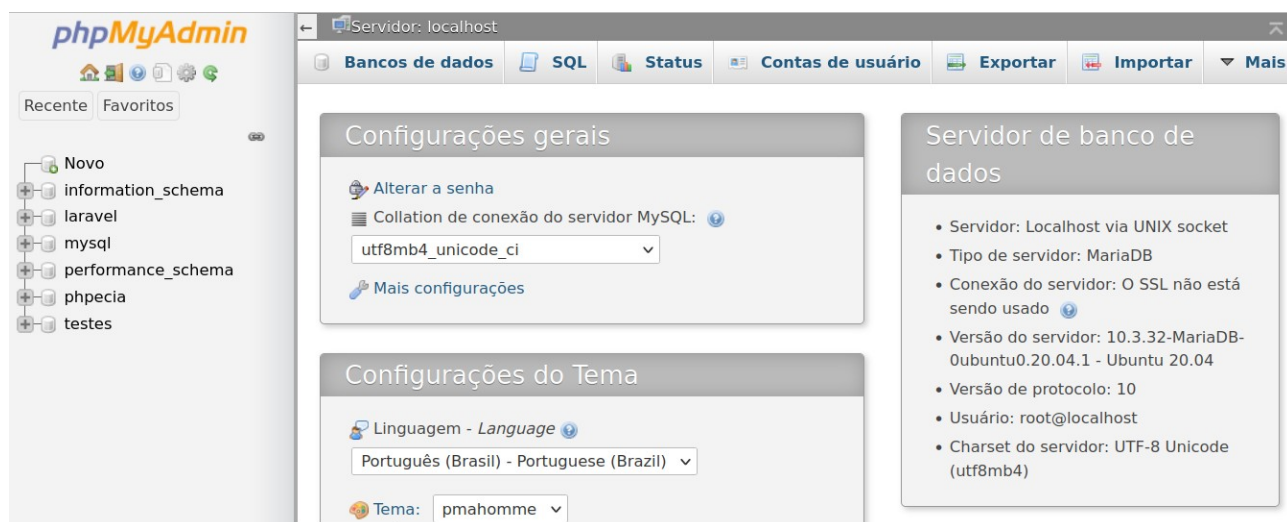 phpMyAdmin
Recente Favoritos
Novo
information_schema
laravel
mysql
performance_schema
phpecia
testes
← Servidor: localhost
Bancos de dados SQL Status Contas de usuário Exportar Importar Mais
Configurações gerais
Alterar a senha
Collation de conexão do servidor MySQL:
utf8mb4_unicode_ci
Mais configurações
Configurações do Tema
Linguagem - Language
Português (Brasil) - Portuguese (Brazil)
Tema: pmahomme
Servidor de banco de
dados
• Servidor: Localhost via UNIX socket
• Tipo de servidor: MariaDB
• Conexão do servidor: O SSL não está
sendo usado
• Versão do servidor: 10.3.32-MariaDB-
0ubuntu0.20.04.1 - Ubuntu 20.04
• Versão de protocolo: 10
• Usuário: root@localhost
• Charset do servidor: UTF-8 Unicode
(utf8mb4)